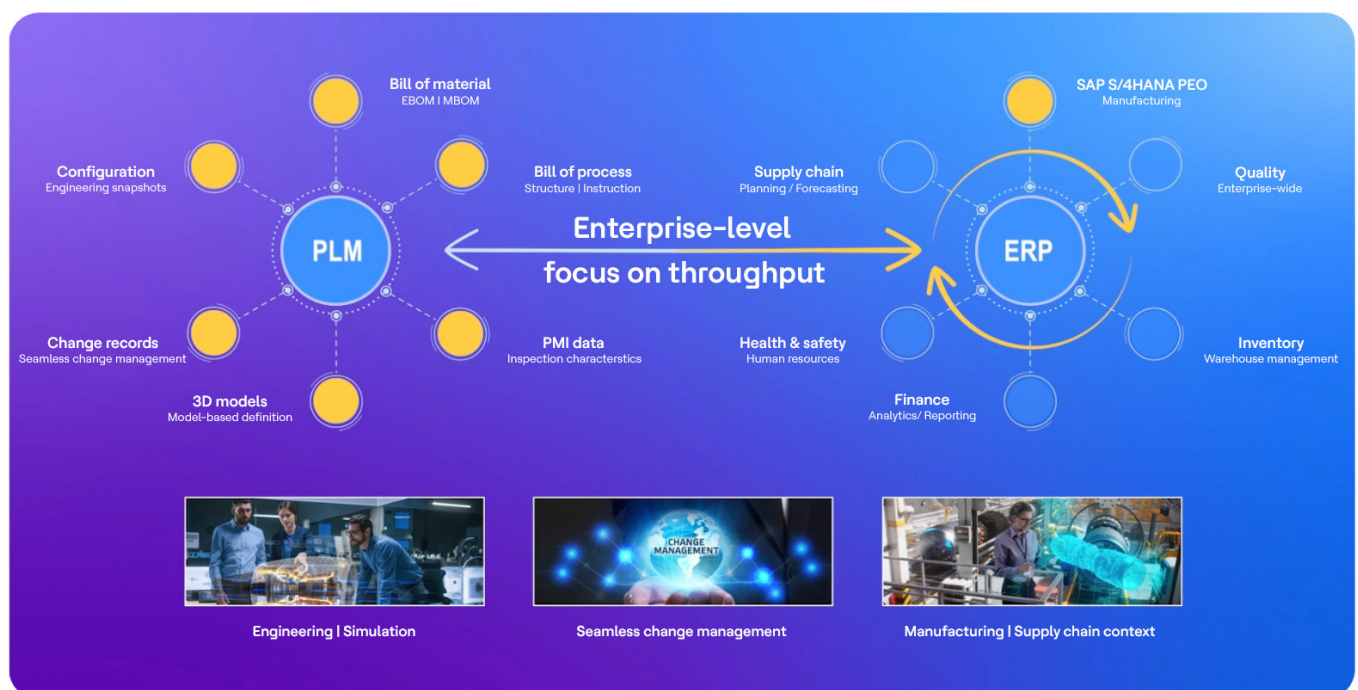 Bill of material
EBOM I MBOM
SAP S/4HANA PEO
Manufacturing
Configuration
Engineering snapshots
Bill of process
Structure | Instruction
Supply chain
Planning / Forecasting
Quality
Enterprise-wide
PLM
Enterprise-level
focus on throughput
ERP
Change records
Seamless change management
PMI data
Inspection characterstics
Health & safety
Human resources
Inventory
Warehouse management
3D models
Model-based definition
Finance
Analytics/ Reporting
CHANGE
MANAGEMENT
Engineering | Simulation
Seamless change management
Manufacturing | Supply chain context